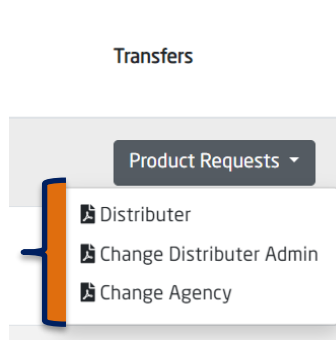 Transfers
Product Requests
Distributer
Change Distributer Admin
Change Agency